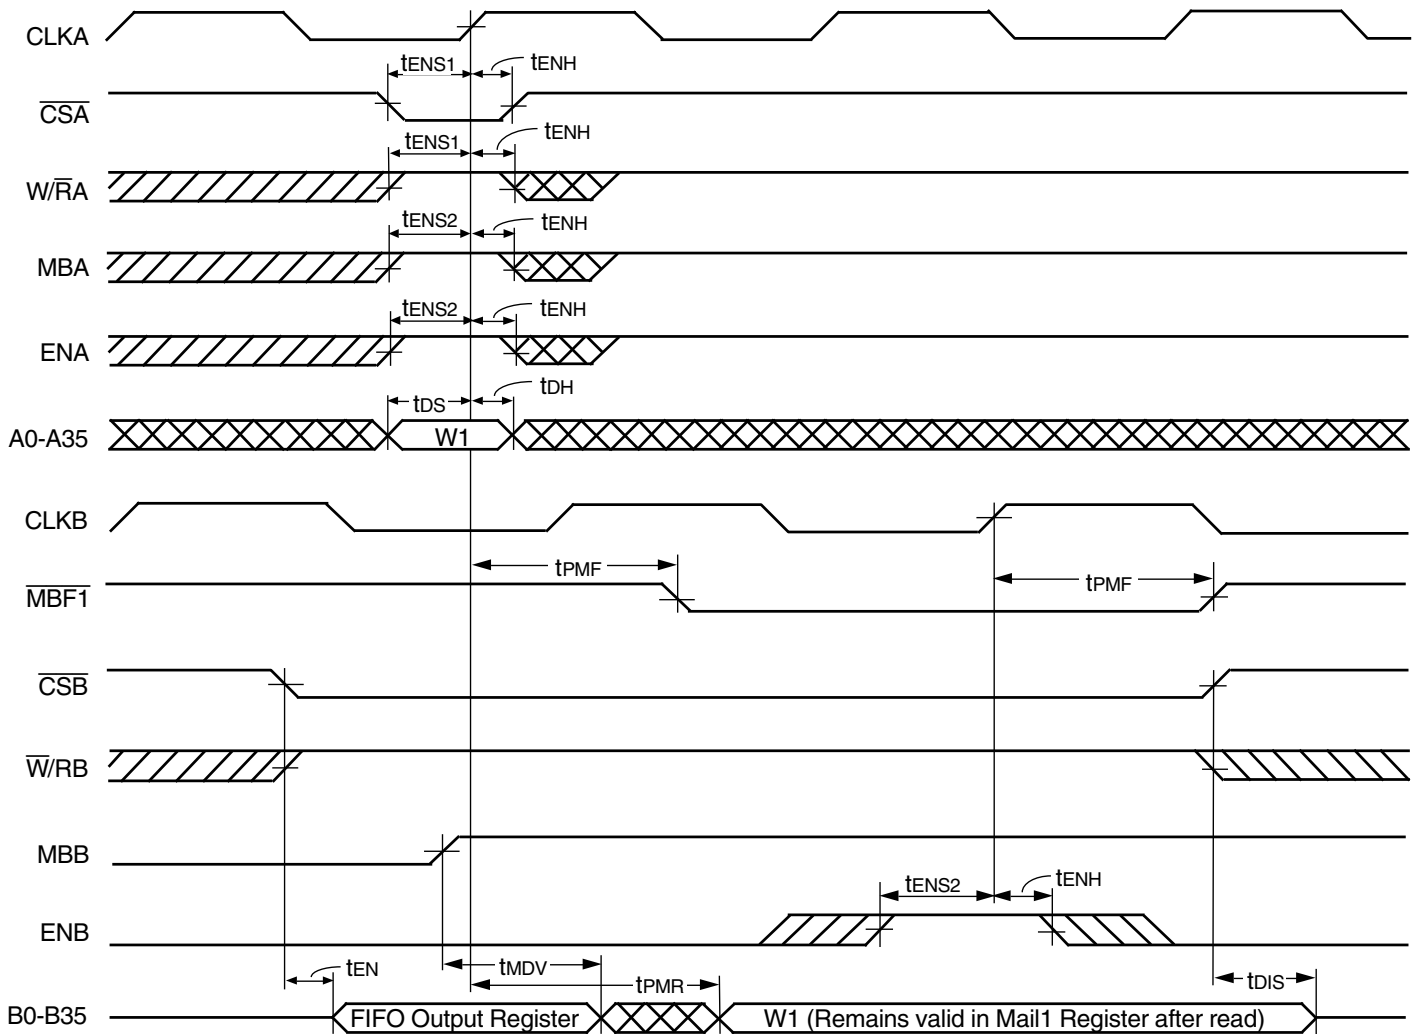 CLKA
tENS1 tENH
CSA
tENS1 tENH
W/RA
tENS2 tENH
MBA
tENS2 tENH
ENA
tDS tDH
A0-A35 W1
CLKB
tPMF tPMF
MBF1
CSB
W/RB
MBB
tENS2 tENH
ENB
tEN tMDV tPMR tDIS
B0-B35 FIFO Output Register W1 (Remains valid in Mail1 Register after read)